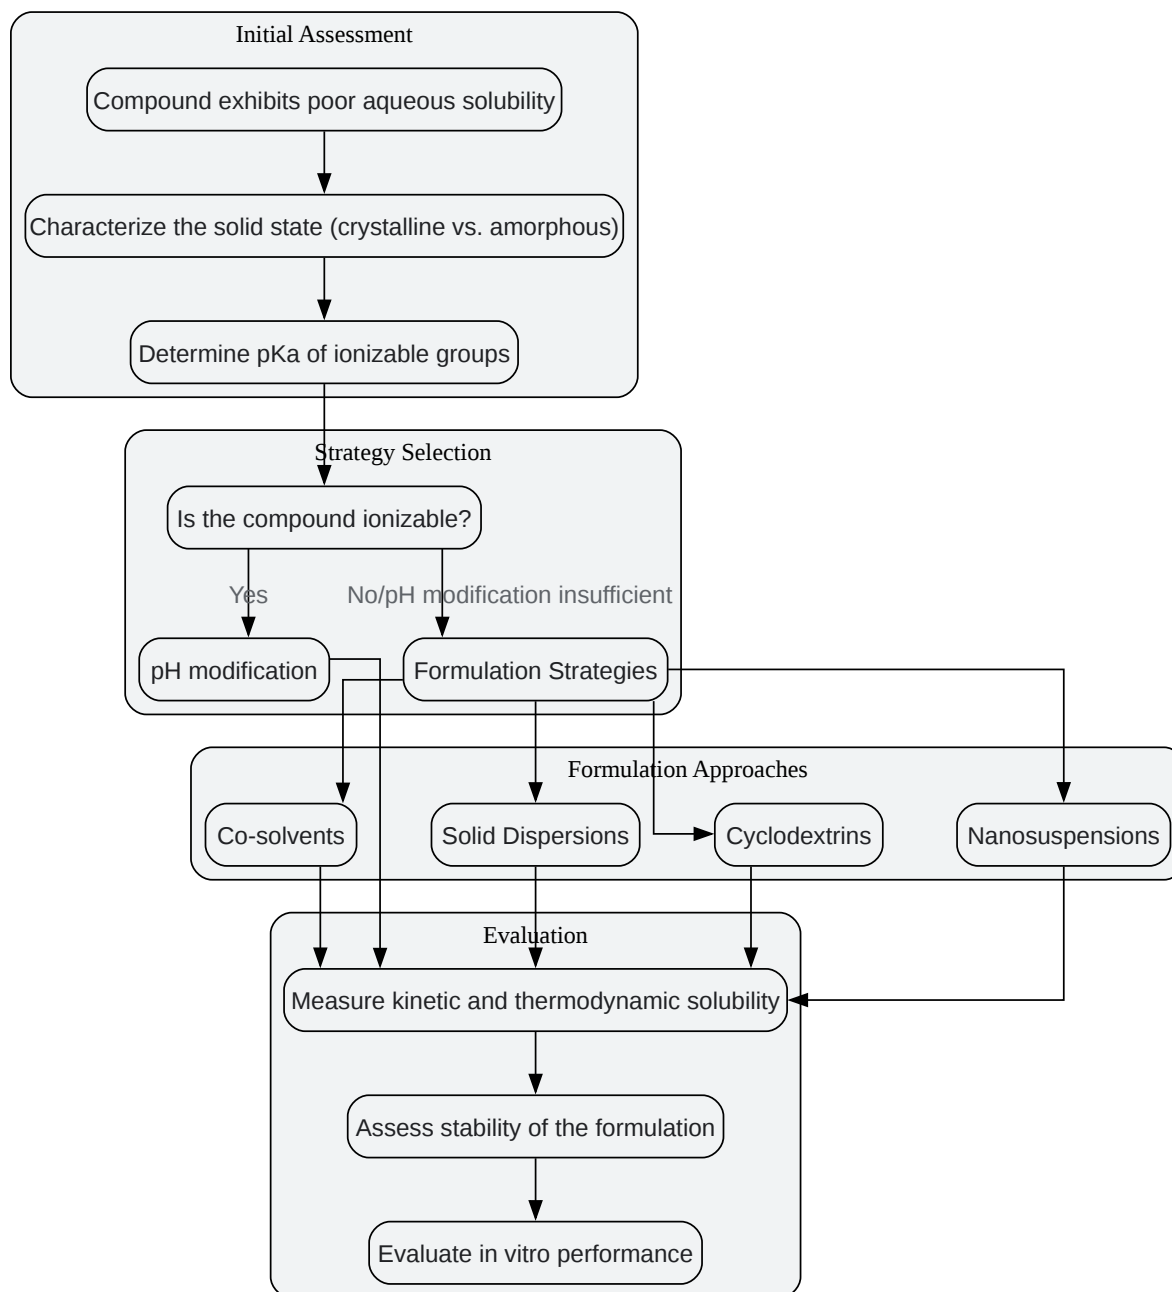 Initial Assessment
Compound exhibits poor aqueous solubility
Characterize the solid state (crystalline vs. amorphous)
Determine pKa of ionizable groups
Strategy Selection
Is the compound ionizable?
Yes
No/pH modification insufficient
pH modification
Formulation Strategies
Formulation Approaches
Co-solvents
Solid Dispersions
Cyclodextrins
Nanosuspensions
Evaluation
Measure kinetic and thermodynamic solubility
Assess stability of the formulation
Evaluate in vitro performance